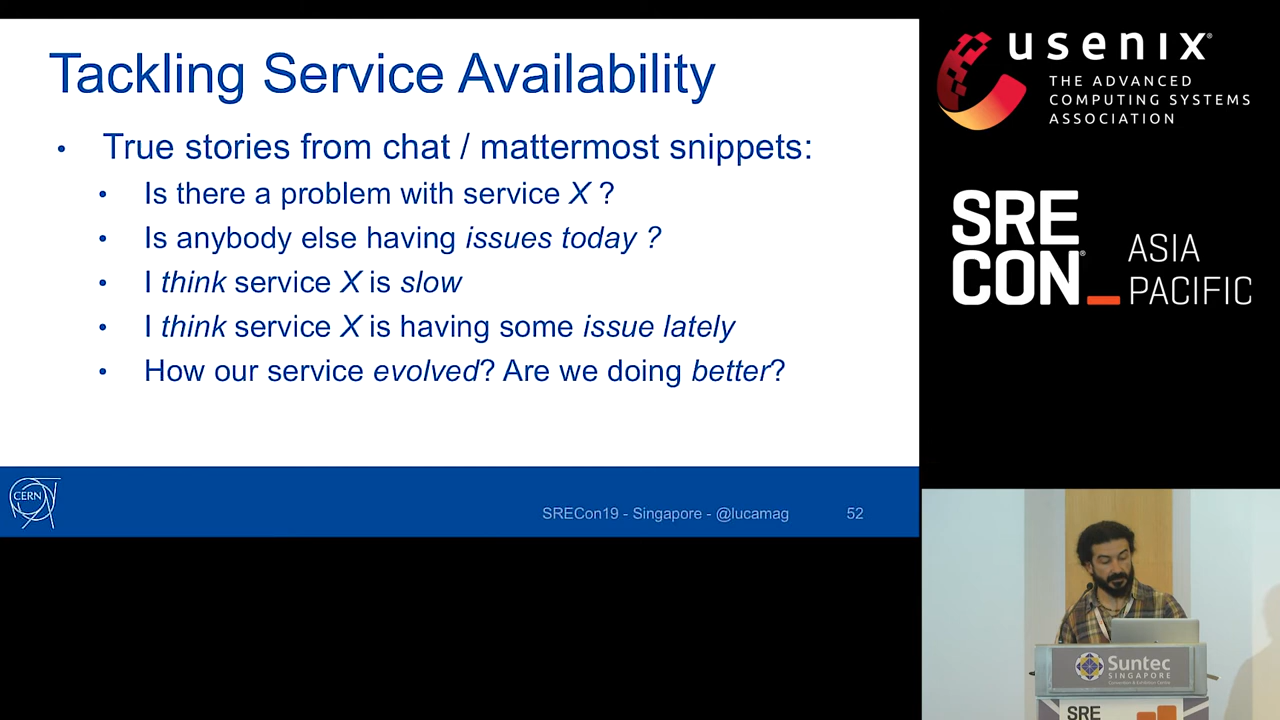 Tackling Service Availability
• True stories from chat / mattermost snippets:
• Is there a problem with service X ?
• Is anybody else having issues today ?
• I think service X is slow
• I think service X is having some issue lately
• How our service evolved? Are we doing better?
CERN
SRECon19 - Singapore - @lucamag
52
usenix®
THE ADVANCED
COMPUTING SYSTEMS
ASSOCIATION
SRE
CON®_
ASIA
PACIFIC
Suntec
SINGAPORE
SRE